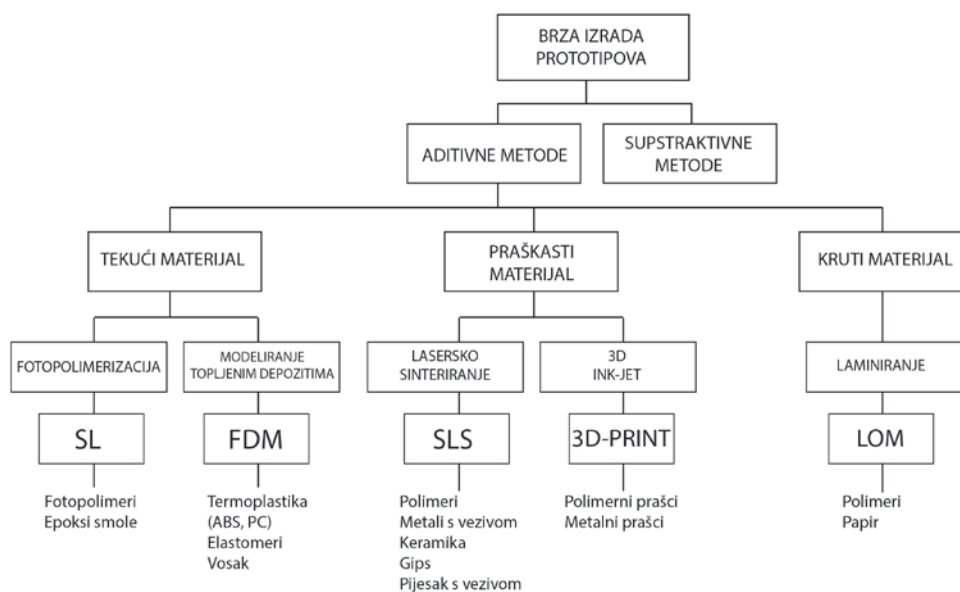 BRZA IZRADA
PROTOTIPOVA
ADITIVNE METODE
SUPSTRAKTIVNE
METODE
TEKUĆI MATERIJAL
PRAŠKASTI
MATERIJAL
KRUTI MATERIJAL
FOTOPOLIMERIZACIJA
MODELIRANJE
TOPLJENIM DEPOZITIMA
LASERSKO
SINTERIRANJE
3D
INK-JET
LAMINIRANJE
SL
FDM
SLS
3D-PRINT
LOM
Fotopolimeri
Epoksi smole
Termoplastika
(ABS, PC)
Elastomeri
Vosak
Polimeri
Metali s vezivom
Keramika
Gips
Pijesak s vezivom
Polimerni prašci
Metalni prašci
Polimeri
Papir